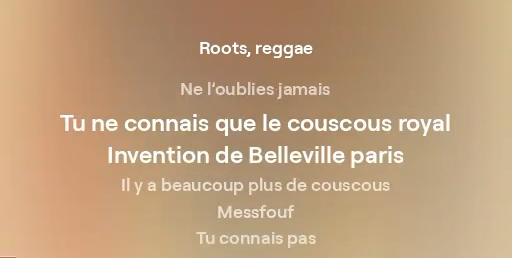 Roots, reggae
Ne l'oublies jamais
Tu ne connais que le couscous royal
Invention de Belleville paris
Il y a beaucoup plus de couscous
Messfouf
Tu connais pas